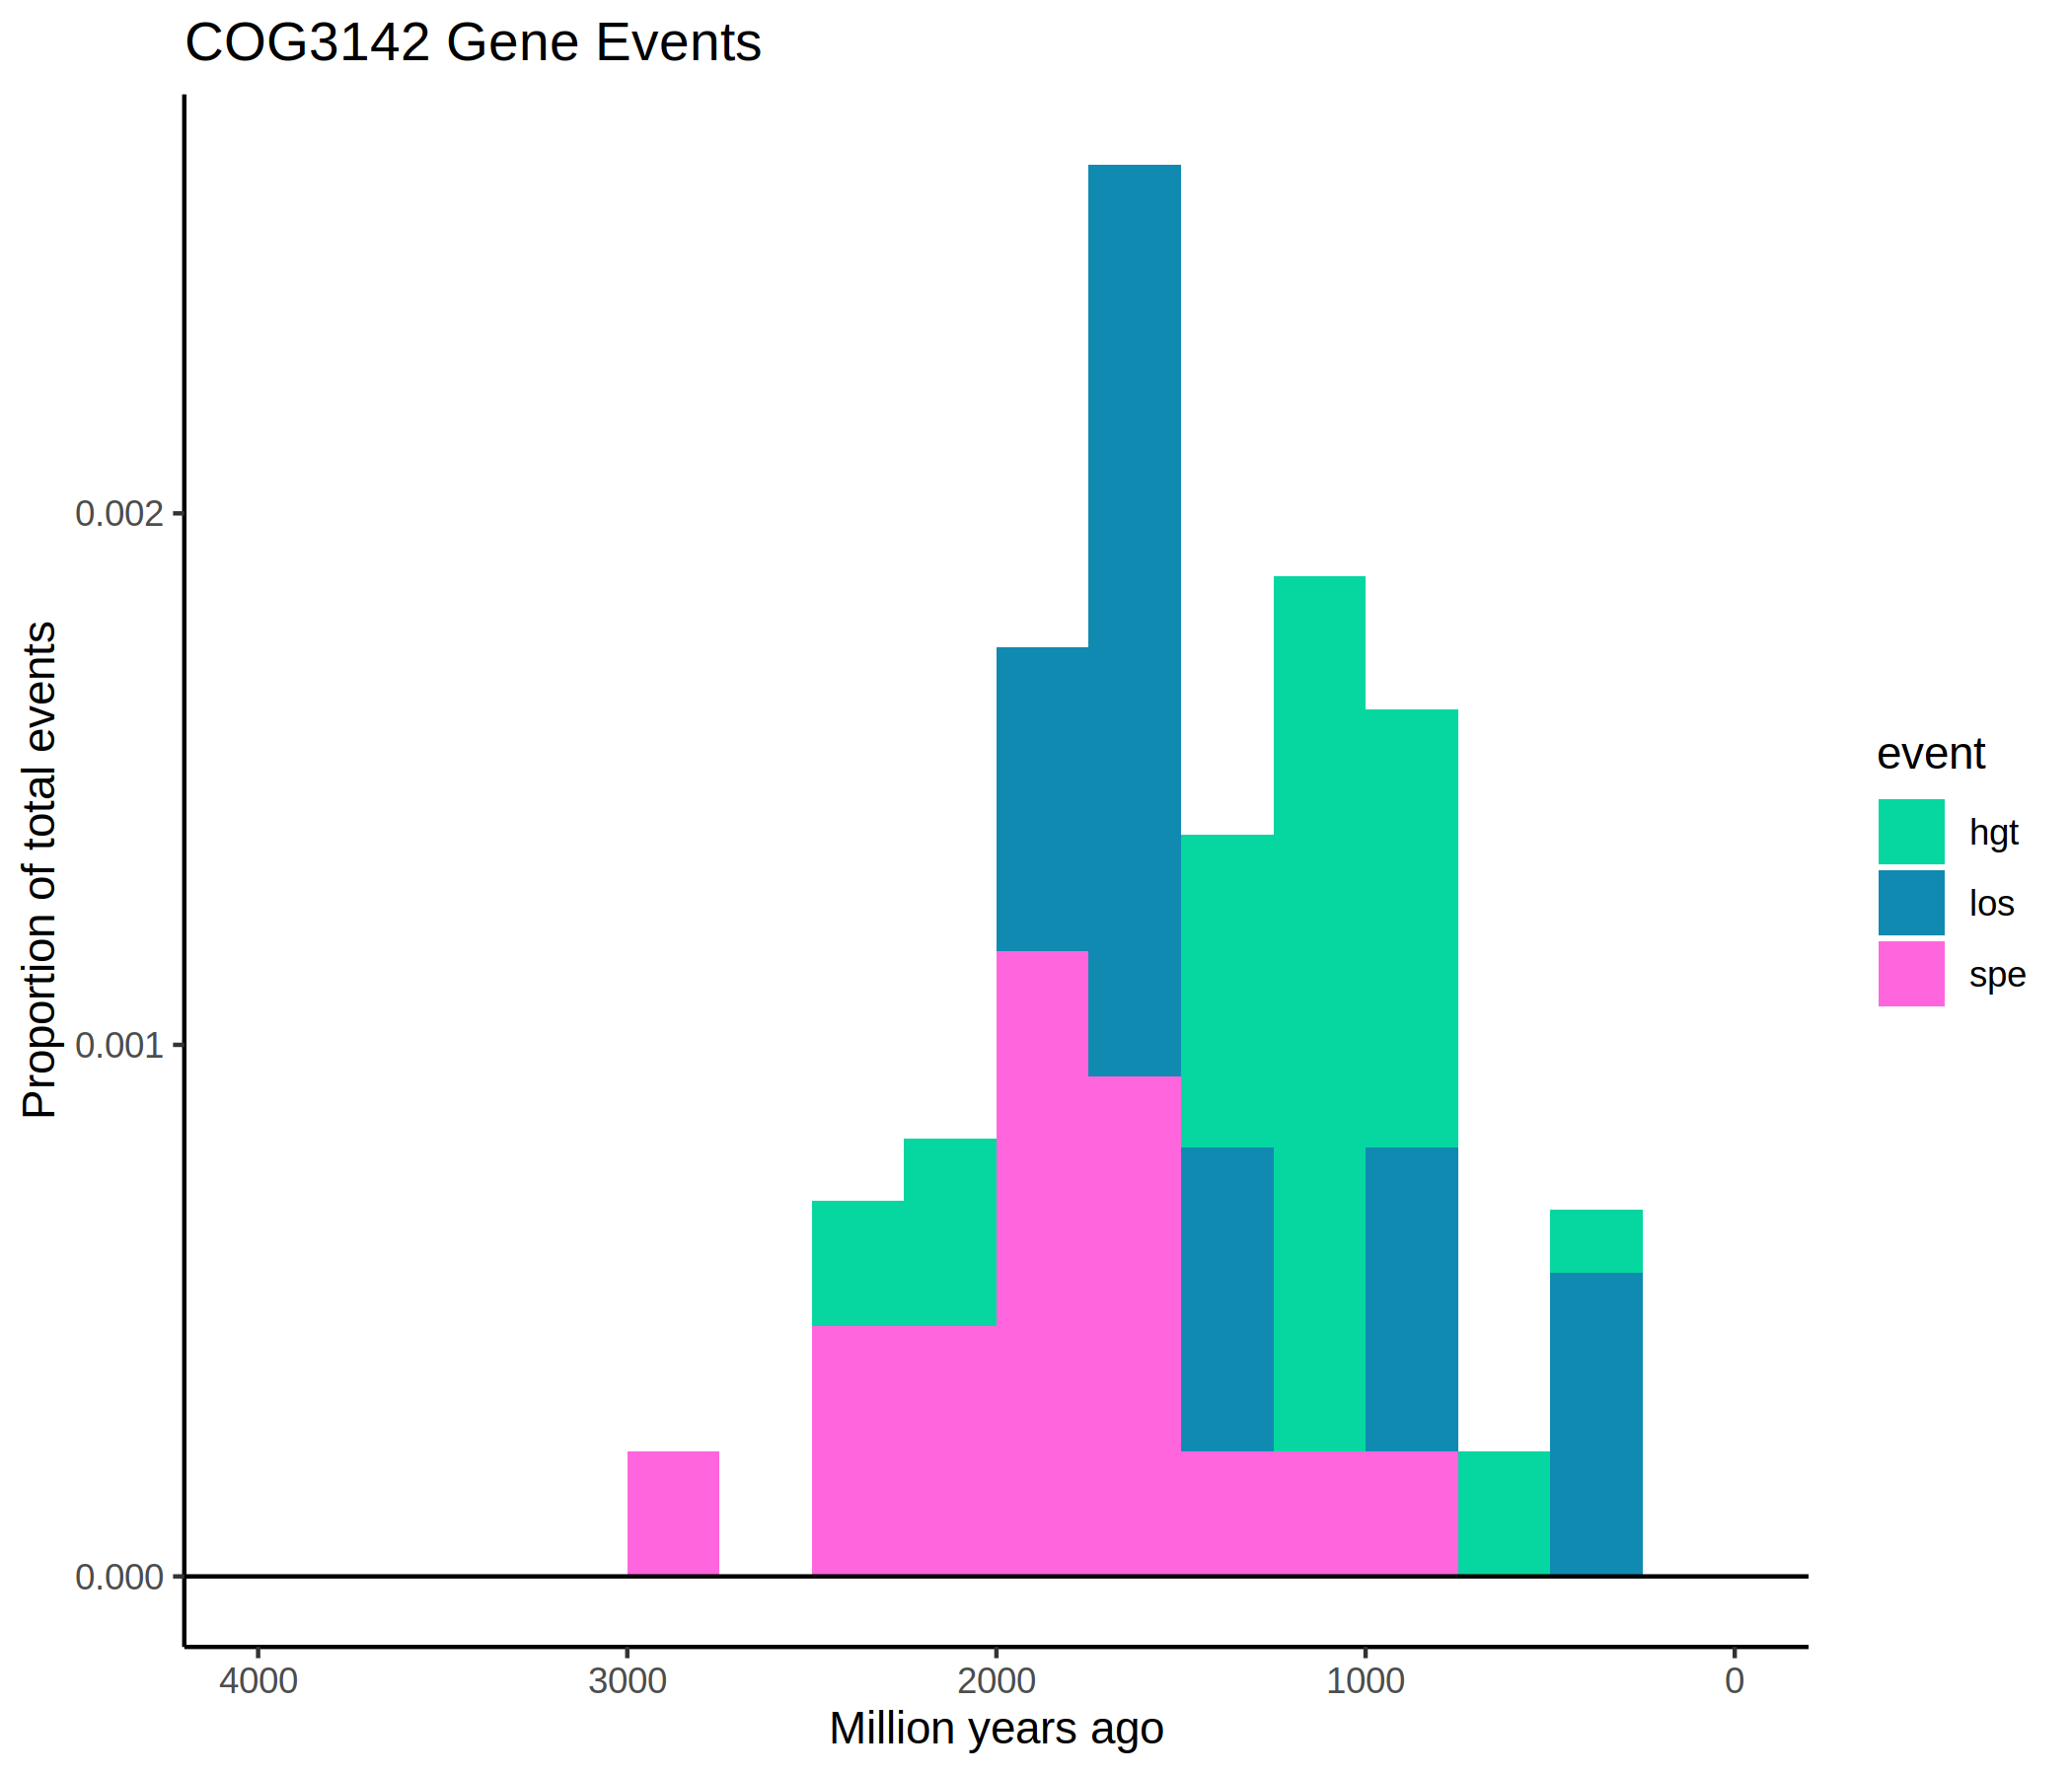 COG3142 Gene Events
Proportion of total events
0.002
0.001
0.000
4000 3000 2000 1000 0
Million years ago
event
hgt
los
spe